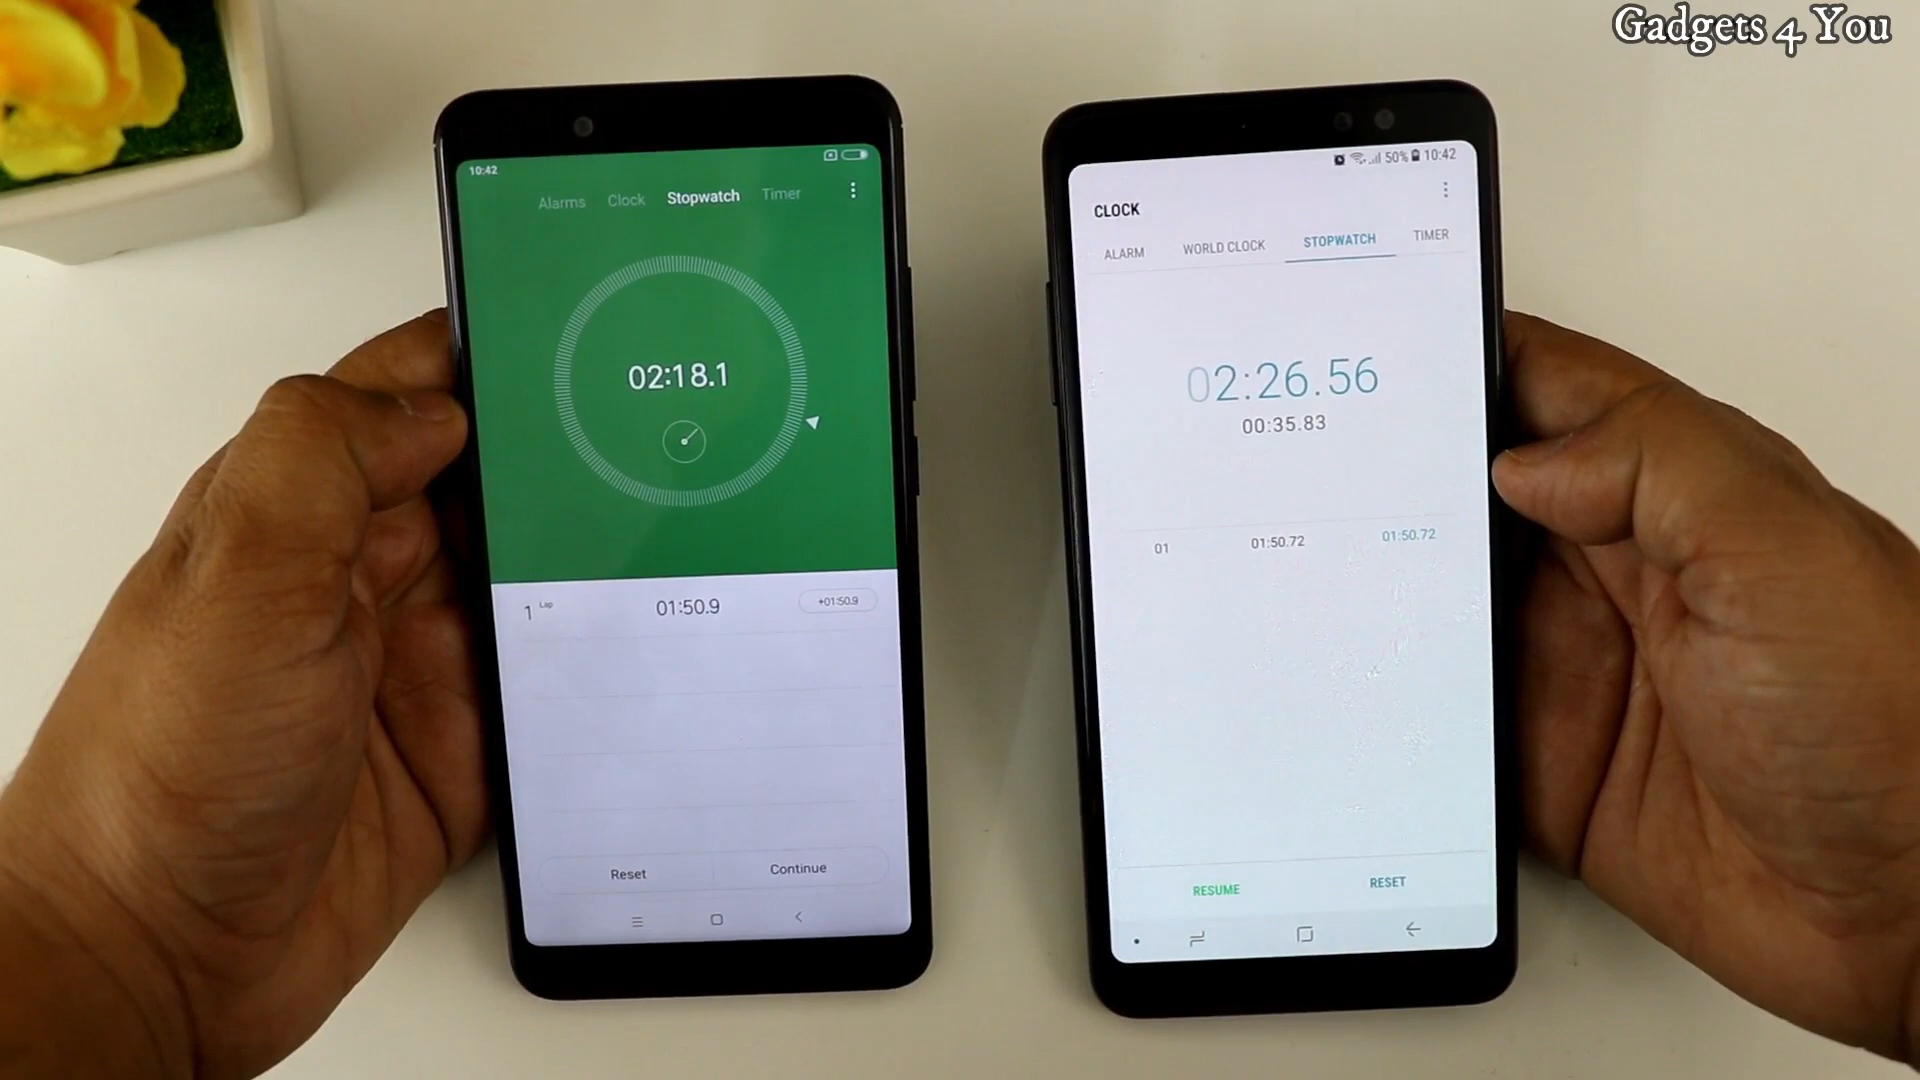 Gadgets 4 You
10:42
Alarms Clock Stopwatch Timer
02:18.1
1 Lap 01:50.9 +01:50.9
Reset Continue
50% 10:42
CLOCK
ALARM WORLD CLOCK STOPWATCH TIMER
02:26.56
00:35.83
01 01:50.72 01:50.72
RESUME RESET